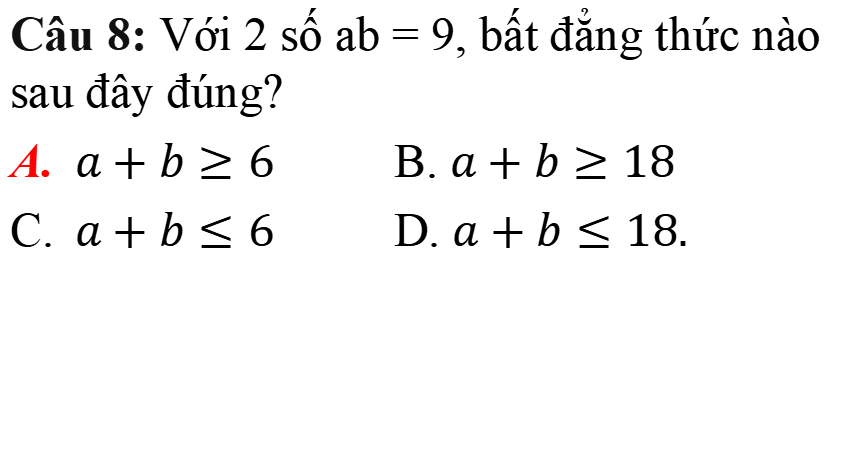 Câu 8: Với 2 số ab = 9, bất đẳng thức nào
sau đây đúng?
A. a + b ≥ 6 B. a + b ≥ 18
C. a + b ≤ 6 D. a + b ≤ 18.